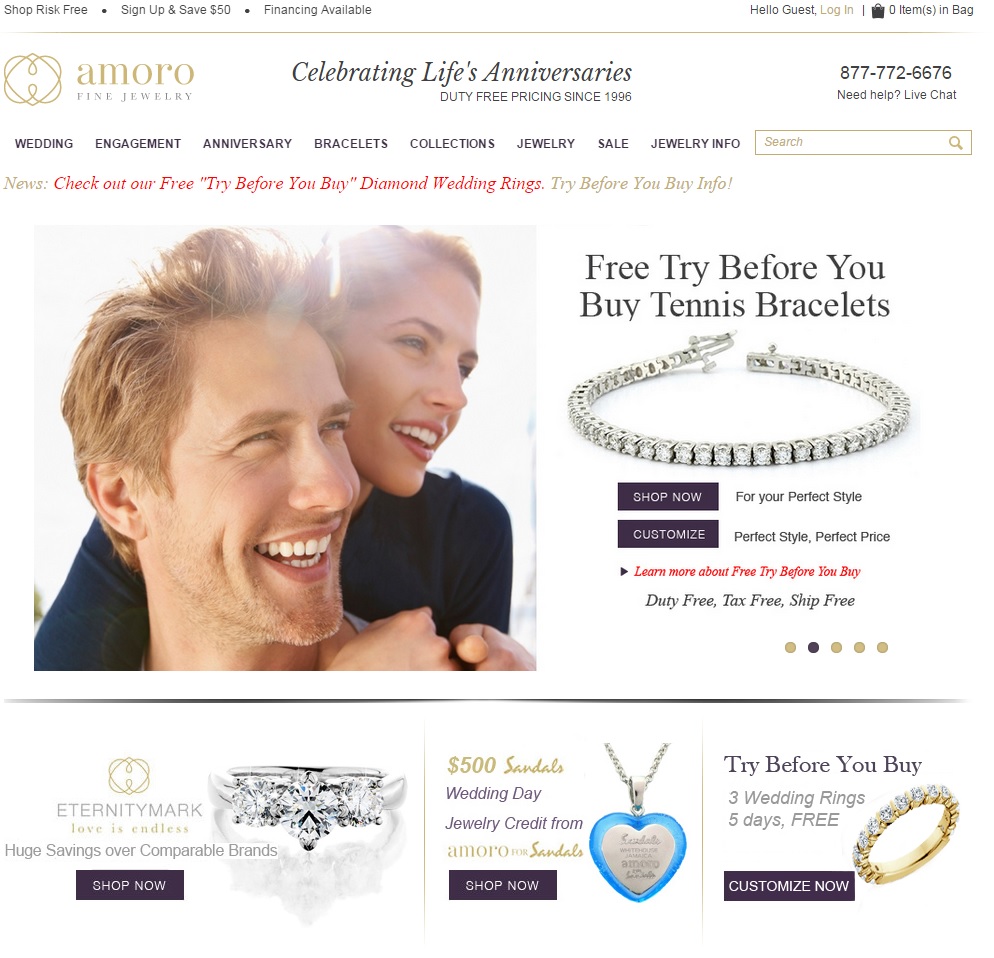 Shop Risk Free • Sign Up & Save $50 • Financing Available
Hello Guest, Log In | 0 Item(s) in Bag
amoro
FINE JEWELRY
Celebrating Life's Anniversaries
DUTY FREE PRICING SINCE 1996
877-772-6676
Need help? Live Chat
WEDDING ENGAGEMENT ANNIVERSARY BRACELETS COLLECTIONS JEWELRY SALE JEWELRY INFO
Search
News: Check out our Free "Try Before You Buy" Diamond Wedding Rings. Try Before You Buy Info!
Free Try Before You
Buy Tennis Bracelets
SHOP NOW For your Perfect Style
CUSTOMIZE Perfect Style, Perfect Price
Learn more about Free Try Before You Buy
Duty Free, Tax Free, Ship Free
ETERNITYMARK
love is endless
Huge Savings over Comparable Brands
SHOP NOW
$500 Sandals
Wedding Day
Jewelry Credit from
amoro FOR Sandals
SHOP NOW
Sandals
WHITEHOUSE
JAMAICA
amoro
FOR
Sandals
Try Before You Buy
3 Wedding Rings
5 days, FREE
CUSTOMIZE NOW